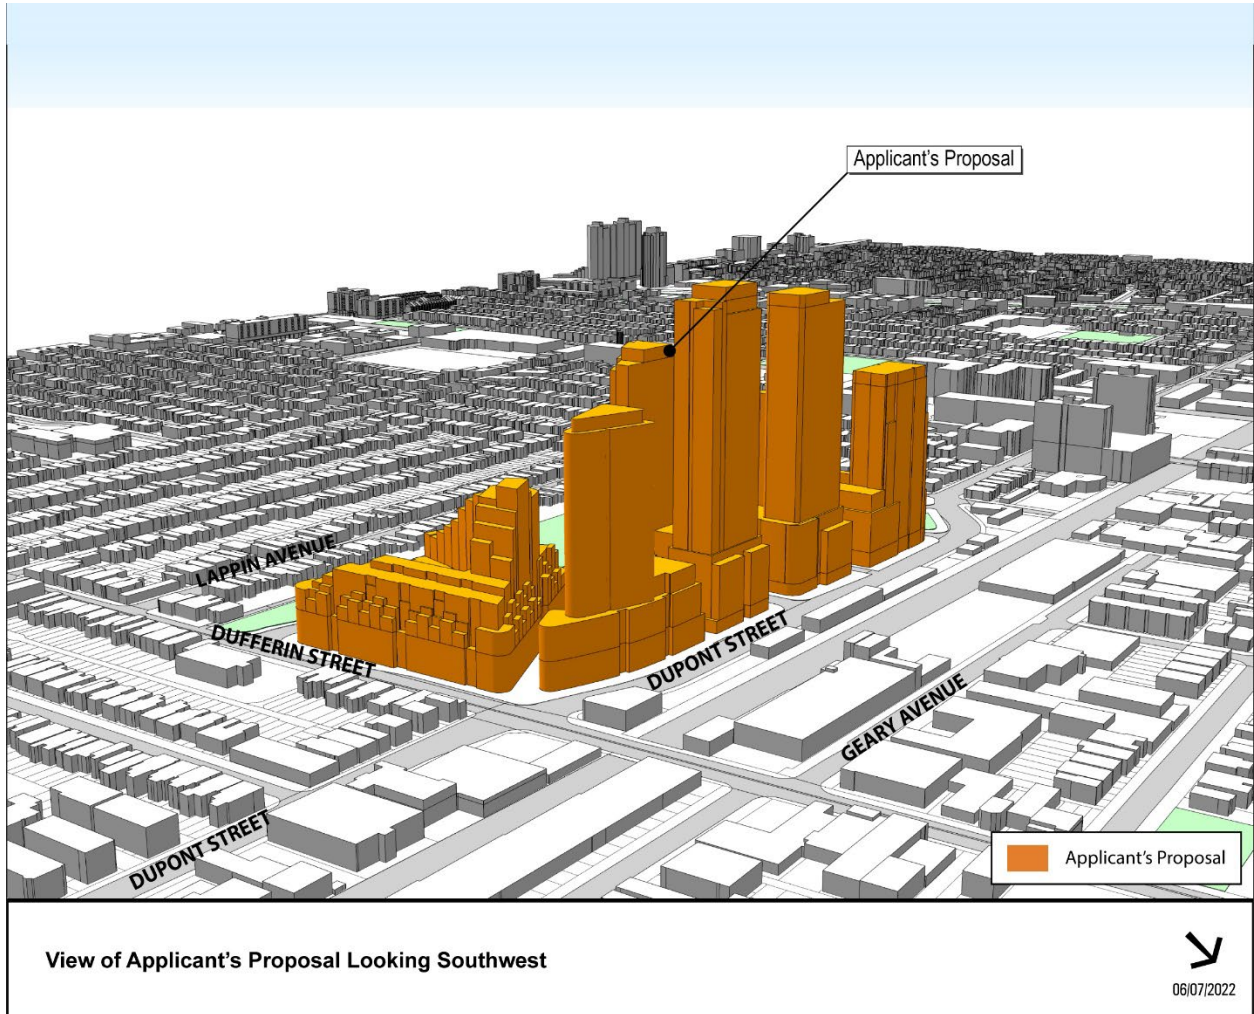 Applicant's Proposal
LAPPIN AVENUE
DUFFERIN STREET
DUPONT STREET
GEARY AVENUE
DUPONT STREET
Applicant's Proposal
View of Applicant's Proposal Looking Southwest
06/07/2022